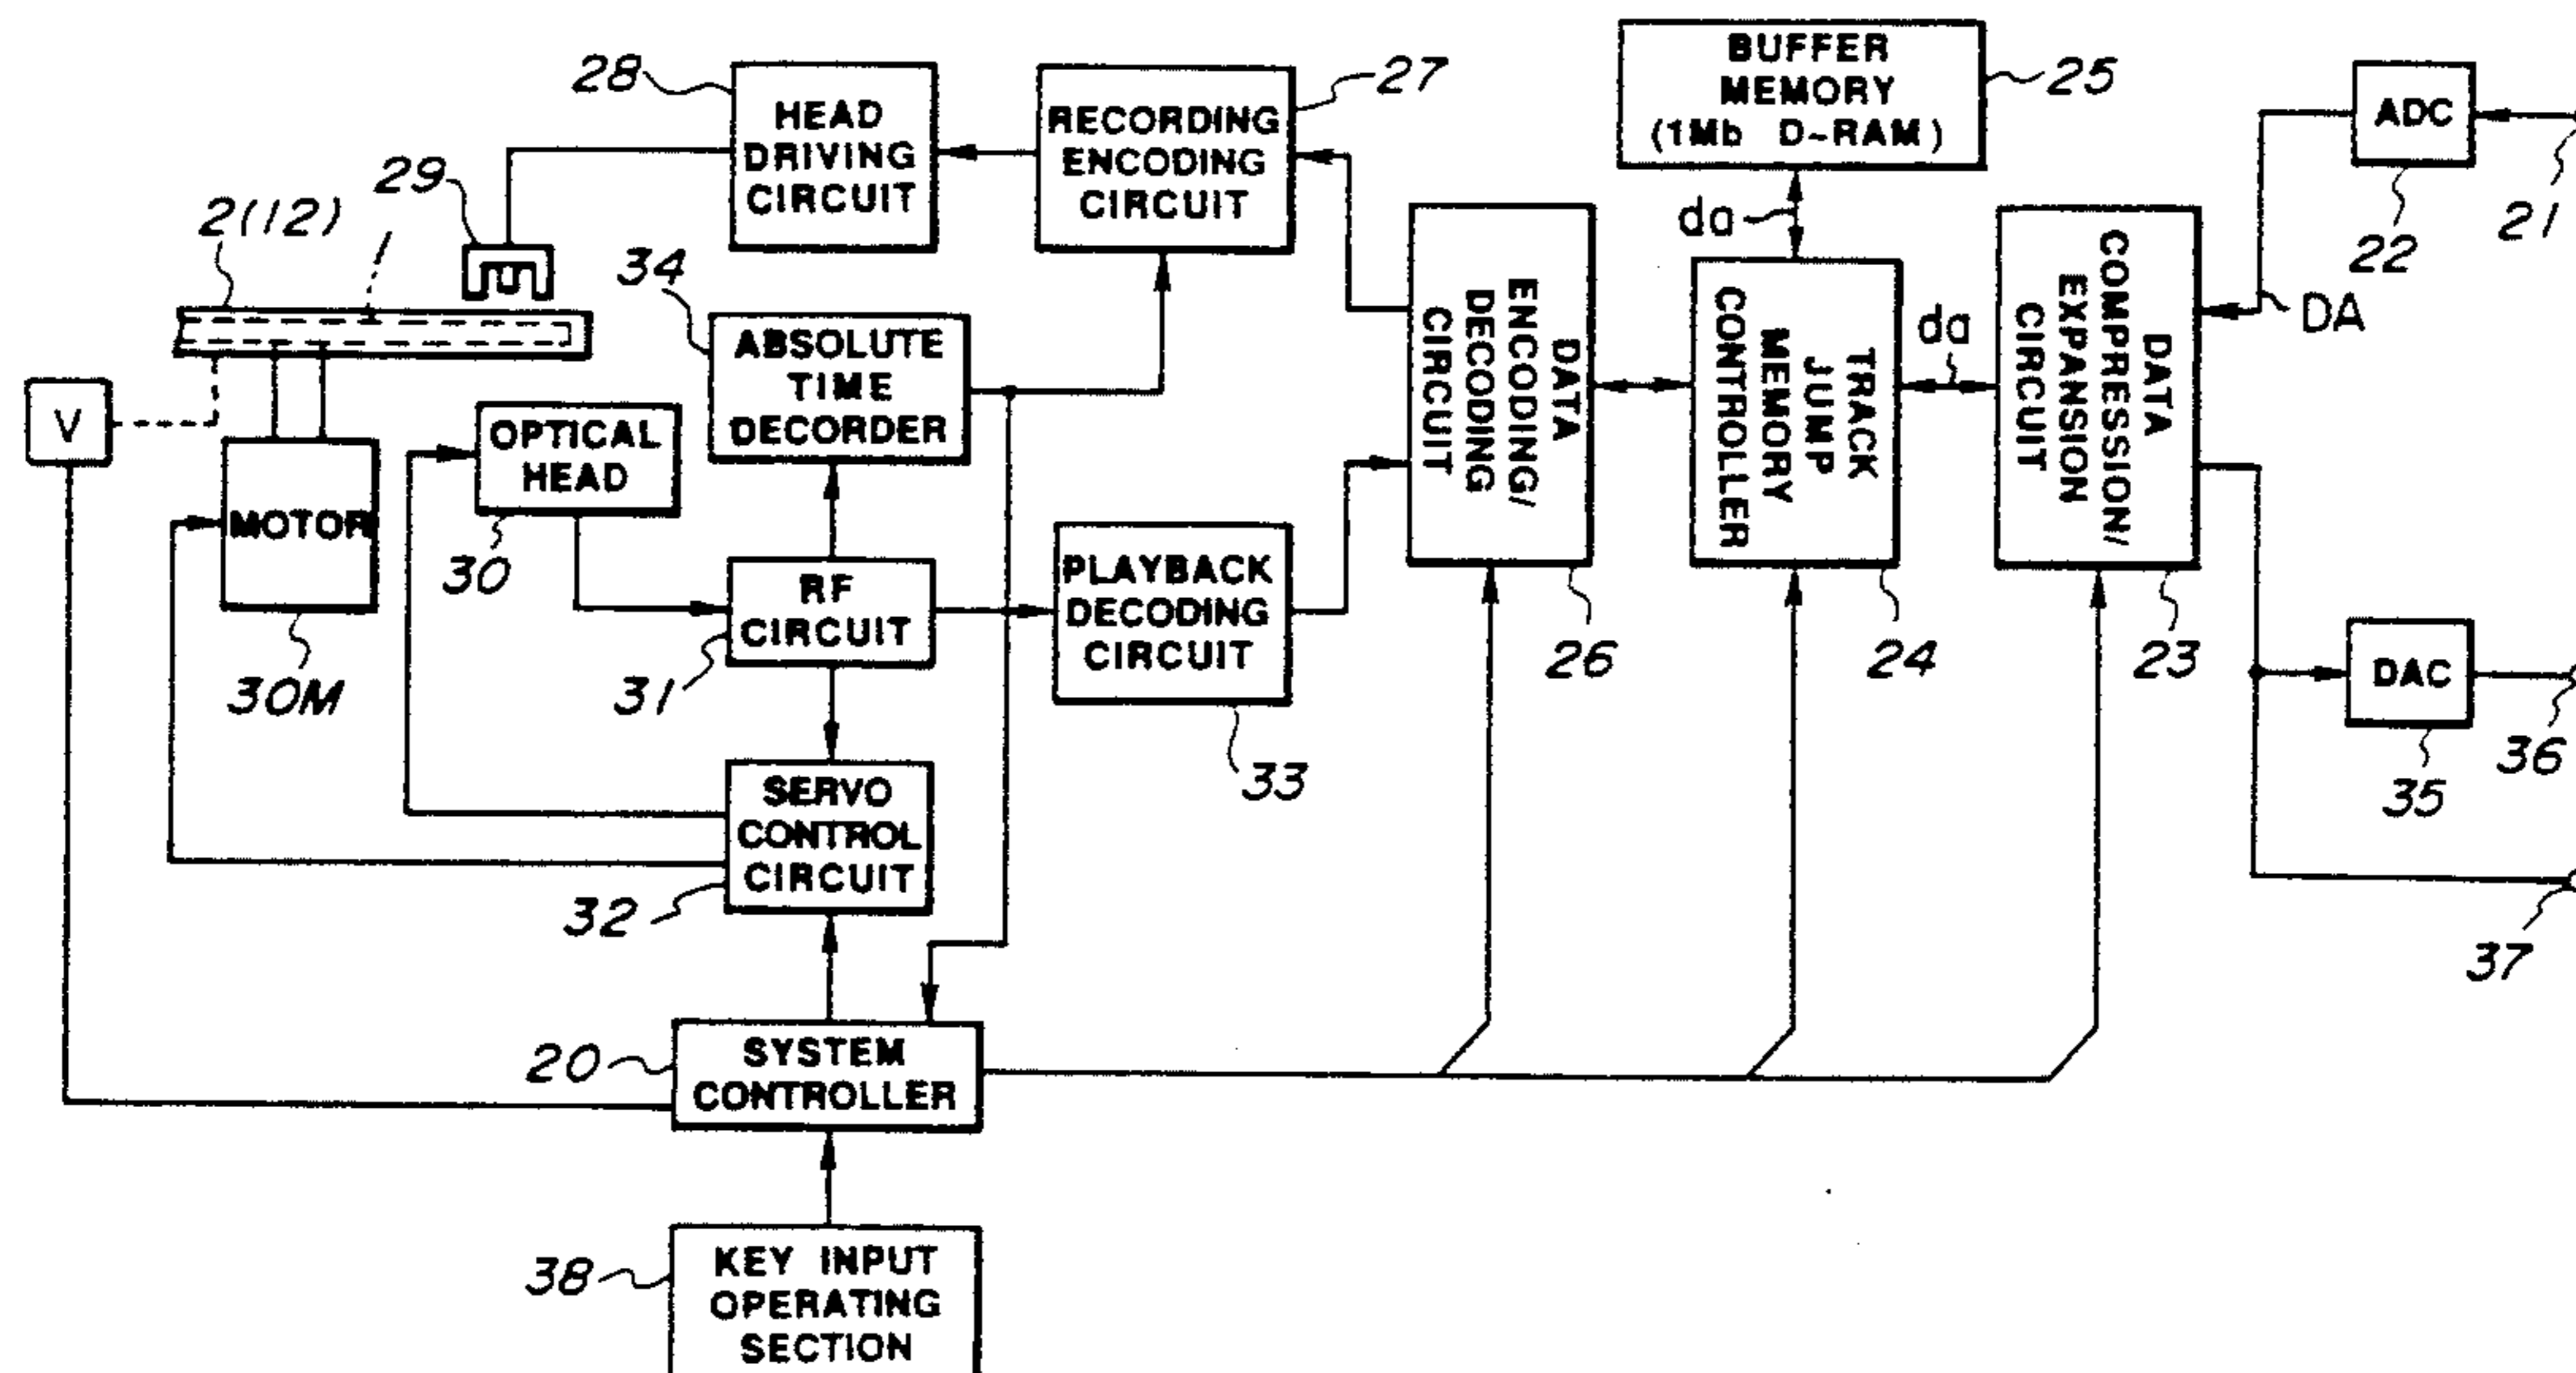 BUFFER
MEMORY
(1Mb D~RAM)
25
28
HEAD
DRIVING
CIRCUIT
27
RECORDING
ENCODING
CIRCUIT
ADC
22
21
29
2(12)
1
da
34
ABSOLUTE
TIME
DECORDER
DATA
ENCODING/
DECODING
CIRCUIT
26
TRACK
JUMP
MEMORY
CONTROLLER
24
da
DATA
COMPRESSION/
EXPANSION
CIRCUIT
23
DA
V
MOTOR
30M
OPTICAL
HEAD
30
RF
CIRCUIT
31
PLAYBACK
DECODING
CIRCUIT
33
DAC
35
36
37
SERVO
CONTROL
CIRCUIT
32
20
SYSTEM
CONTROLLER
38
KEY INPUT
OPERATING
SECTION